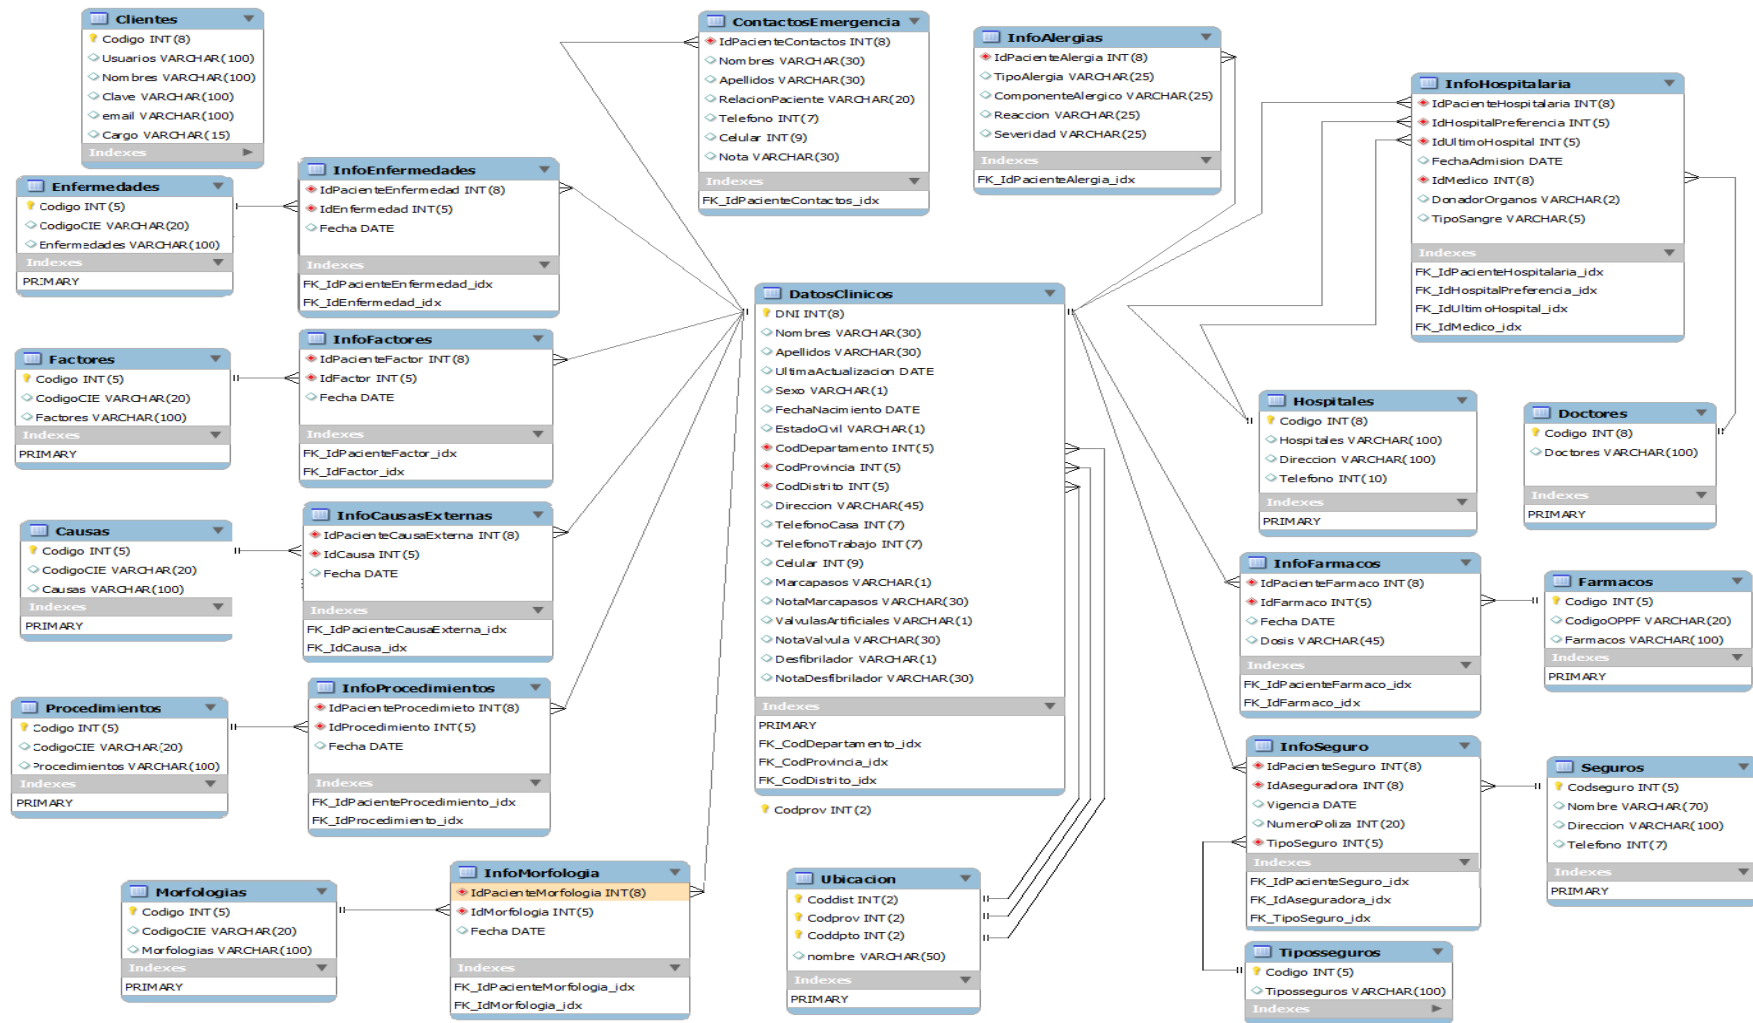 Clientes
Codigo INT(8)
Usuarios VARCHAR(100)
Nombres VARCHAR(100)
Clave VARCHAR(100)
email VARCHAR(100)
Cargo VARCHAR(15)
Indexes
ContactosEmergencia
IdPacienteContactos INT(8)
Nombres VARCHAR(30)
Apellidos VARCHAR(30)
RelacionPaciente VARCHAR(20)
Telefono INT(7)
Celular INT(9)
Nota VARCHAR(30)
Indexes
FK_IdPacienteContactos_idx
InfoAlergias
IdPacienteAlergia INT(8)
TipoAlergia VARCHAR(25)
ComponenteAlergico VARCHAR(25)
Reaccion VARCHAR(25)
Severidad VARCHAR(25)
Indexes
FK_IdPacienteAlergia_idx
InfoHospitalaria
IdPacienteHospitalaria INT(8)
IdHospitalPreferencia INT(5)
IdUltimoHospital INT(5)
FechaAdmision DATE
IdMedico INT(8)
DonadorOrganos VARCHAR(2)
TipoSangre VARCHAR(5)
Indexes
FK_IdPacienteHospitalaria_idx
FK_IdHospitalPreferencia_idx
FK_IdUltimoHospital_idx
FK_IdMedico_idx
Enfermedades
Codigo INT(5)
CodigoCIE VARCHAR(20)
Enfermedades VARCHAR(100)
Indexes
PRIMARY
InfoEnfermedades
IdPacienteEnfermedad INT(8)
IdEnfermedad INT(5)
Fecha DATE
Indexes
FK_IdPacienteEnfermedad_idx
FK_IdEnfermedad_idx
DatosClinicos
DNI INT(8)
Nombres VARCHAR(30)
Apellidos VARCHAR(30)
UltimaActualizacion DATE
Sexo VARCHAR(1)
FechaNacimiento DATE
EstadoCivil VARCHAR(1)
CodDepartamento INT(5)
CodProvincia INT(5)
CodDistrito INT(5)
Direccion VARCHAR(45)
TelefonoCasa INT(7)
TelefonoTrabajo INT(7)
Celular INT(9)
Marcapasos VARCHAR(1)
NotaMarcapasos VARCHAR(30)
ValvulasArtificiales VARCHAR(1)
NotaValvula VARCHAR(30)
Desfibrilador VARCHAR(1)
NotaDesfibrilador VARCHAR(30)
Indexes
PRIMARY
FK_CodDepartamento_idx
FK_CodProvincia_idx
FK_CodDistrito_idx
Codprov INT(2)
Factores
Codigo INT(5)
CodigoCIE VARCHAR(20)
Factores VARCHAR(100)
Indexes
PRIMARY
InfoFactores
IdPacienteFactor INT(8)
IdFactor INT(5)
Fecha DATE
Indexes
FK_IdPacienteFactor_idx
FK_IdFactor_idx
Hospitales
Codigo INT(8)
Hospitales VARCHAR(100)
Direccion VARCHAR(100)
Telefono INT(10)
Indexes
PRIMARY
Doctores
Codigo INT(8)
Doctores VARCHAR(100)
Indexes
PRIMARY
Causas
Codigo INT(5)
CodigoCIE VARCHAR(20)
Causas VARCHAR(100)
Indexes
PRIMARY
InfoCausasExternas
IdPacienteCausaExterna INT(8)
IdCausa INT(5)
Fecha DATE
Indexes
FK_IdPacienteCausaExterna_idx
FK_IdCausa_idx
InfoFarmacos
IdPacienteFarmaco INT(8)
IdFarmaco INT(5)
Fecha DATE
Dosis VARCHAR(45)
Indexes
FK_IdPacienteFarmaco_idx
FK_IdFarmaco_idx
Farmacos
Codigo INT(5)
CodigoOPPF VARCHAR(20)
Farmacos VARCHAR(100)
Indexes
PRIMARY
Procedimientos
Codigo INT(5)
CodigoCIE VARCHAR(20)
Procedimientos VARCHAR(100)
Indexes
PRIMARY
InfoProcedimientos
IdPacienteProcedimieto INT(8)
IdProcedimiento INT(5)
Fecha DATE
Indexes
FK_IdPacienteProcedimiento_idx
FK_IdProcedimiento_idx
InfoSeguro
IdPacienteSeguro INT(8)
IdAseguradora INT(8)
Vigencia DATE
NumeroPoliza INT(20)
TipoSeguro INT(5)
Indexes
FK_IdPacienteSeguro_idx
FK_IdAseguradora_idx
FK_TipoSeguro_idx
Seguros
Codseguro INT(5)
Nombre VARCHAR(70)
Direccion VARCHAR(100)
Telefono INT(7)
Indexes
PRIMARY
Morfologias
Codigo INT(5)
CodigoCIE VARCHAR(20)
Morfologias VARCHAR(100)
Indexes
PRIMARY
InfoMorfologia
IdPacienteMorfologia INT(8)
IdMorfologia INT(5)
Fecha DATE
Indexes
FK_IdPacienteMorfologia_idx
FK_IdMorfologia_idx
Ubicacion
Coddist INT(2)
Codprov INT(2)
Coddpto INT(2)
nombre VARCHAR(50)
Indexes
PRIMARY
Tiposseguros
Codigo INT(5)
Tiposseguros VARCHAR(100)
Indexes